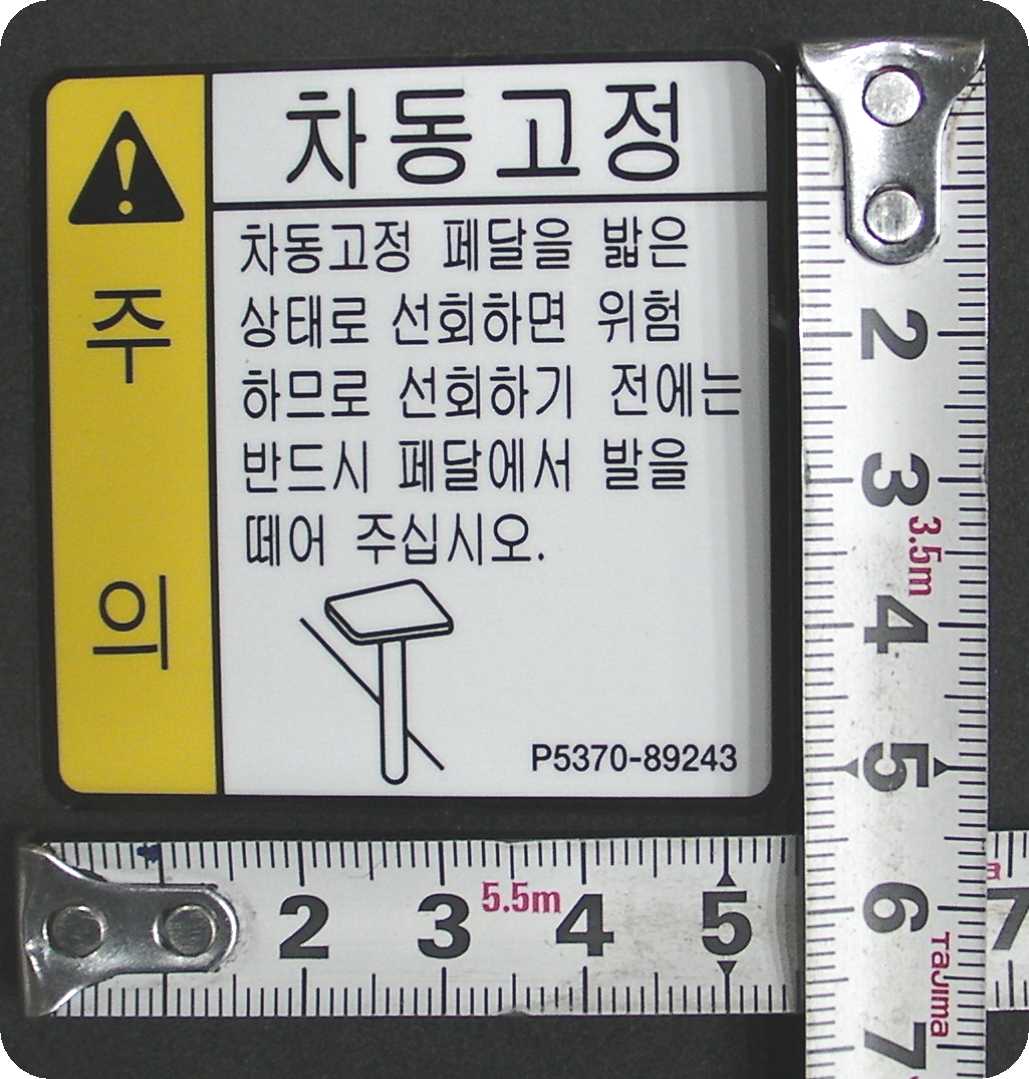 차동고정
주의
차동고정 페달을 밟은
상태로 선회하면 위험
하므로 선회하기 전에는
반드시 페달에서 발을
떼어 주십시오.
P5370-89243
2
3
3.5m
4
5
6
Tajima
7
2 3 5.5m 4 5 7